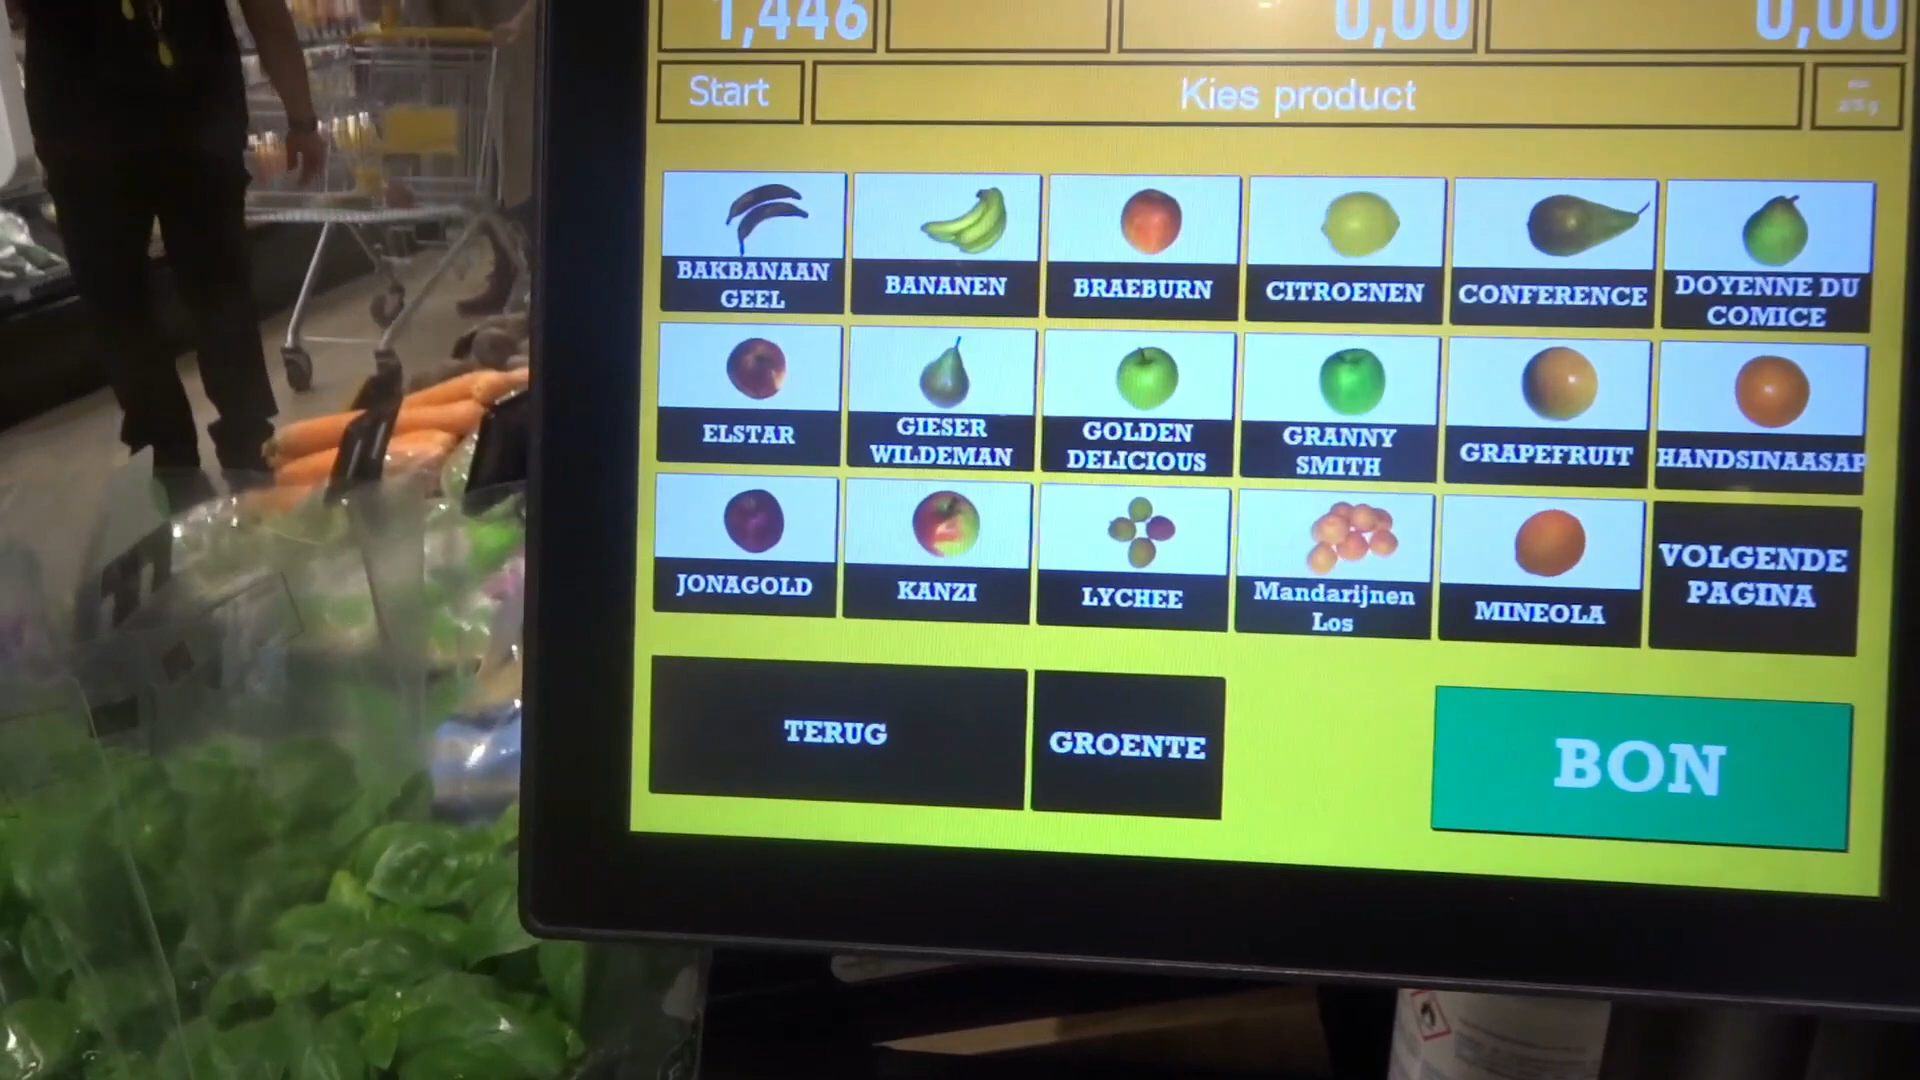 1,446
0,00
0,00
Start
Kies product
BAKBANAAN
GEEL
BANANEN
BRAEBURN
CITROENEN
CONFERENCE
DOYENNE DU
COMICE
ELSTAR
GIESER
WILDEMAN
GOLDEN
DELICIOUS
GRANNY
SMITH
GRAPEFRUIT
HANDSINAASAP
JONAGOLD
KANZI
LYCHEE
Mandarijnen
Los
MINEOLA
VOLGENDE
PAGINA
TERUG
GROENTE
BON